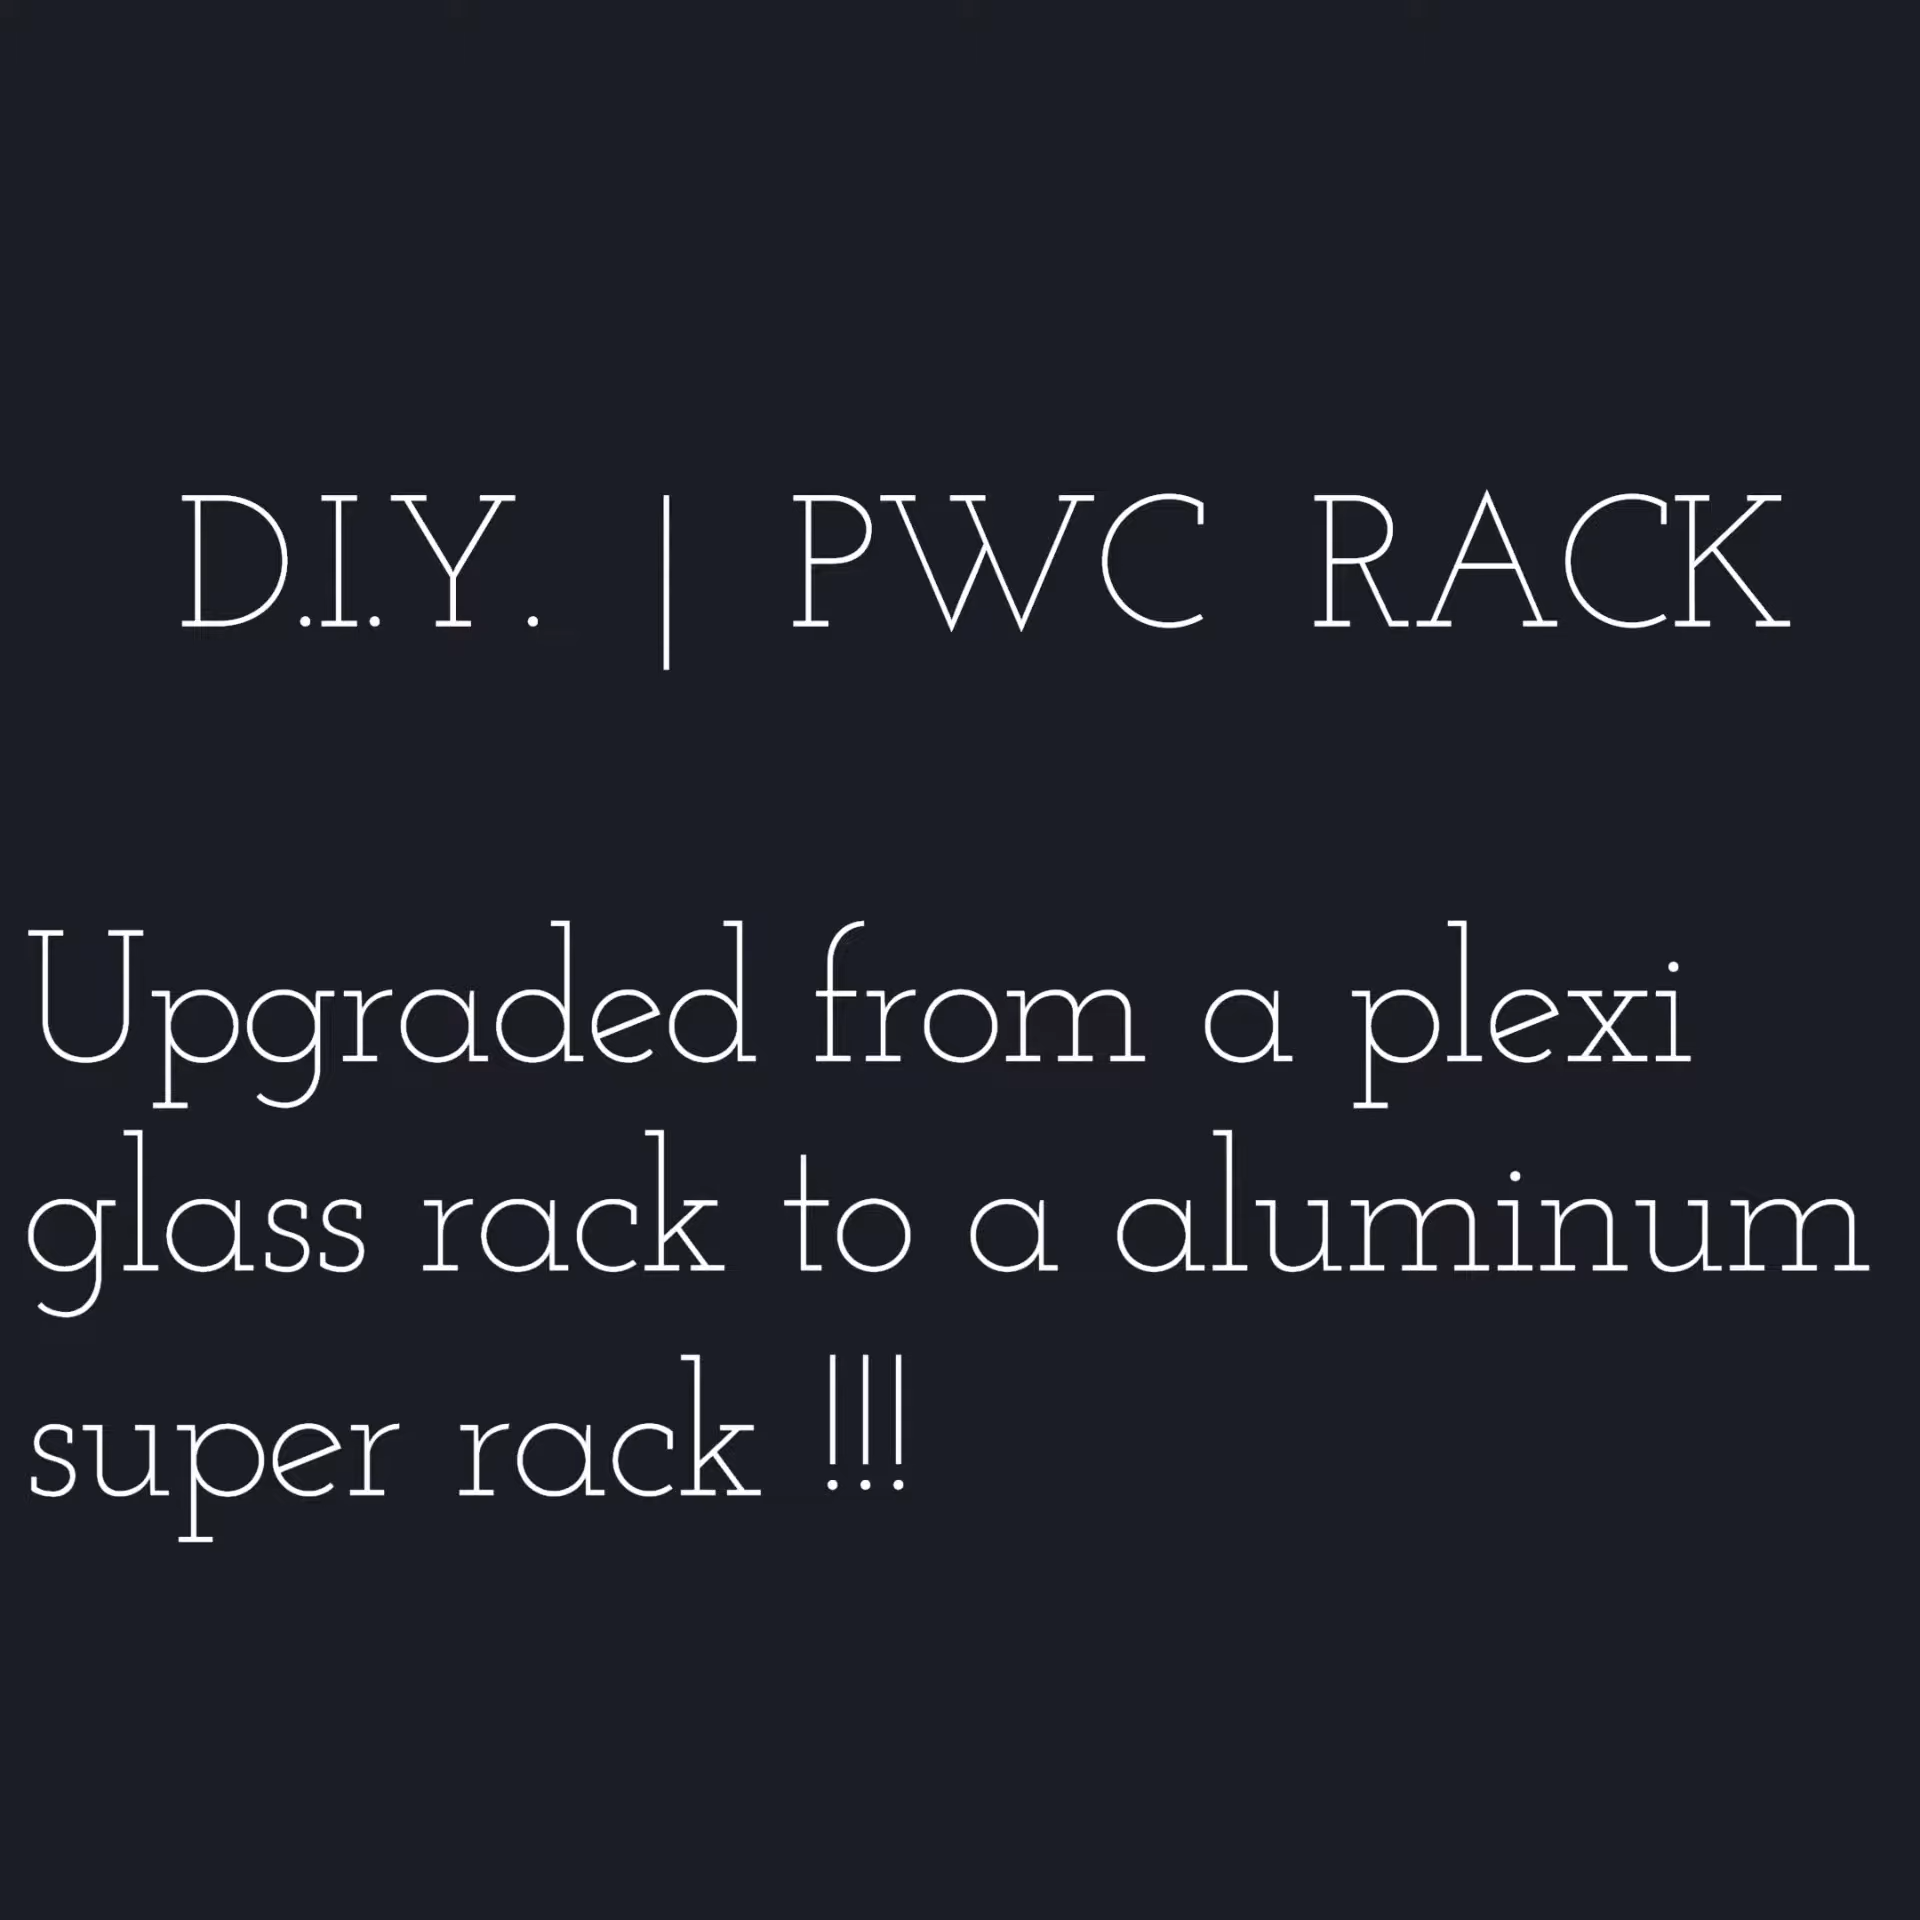 D.I.Y. | PWC RACK
Upgraded from a plexi
glass rack to a aluminum
super rack !!!